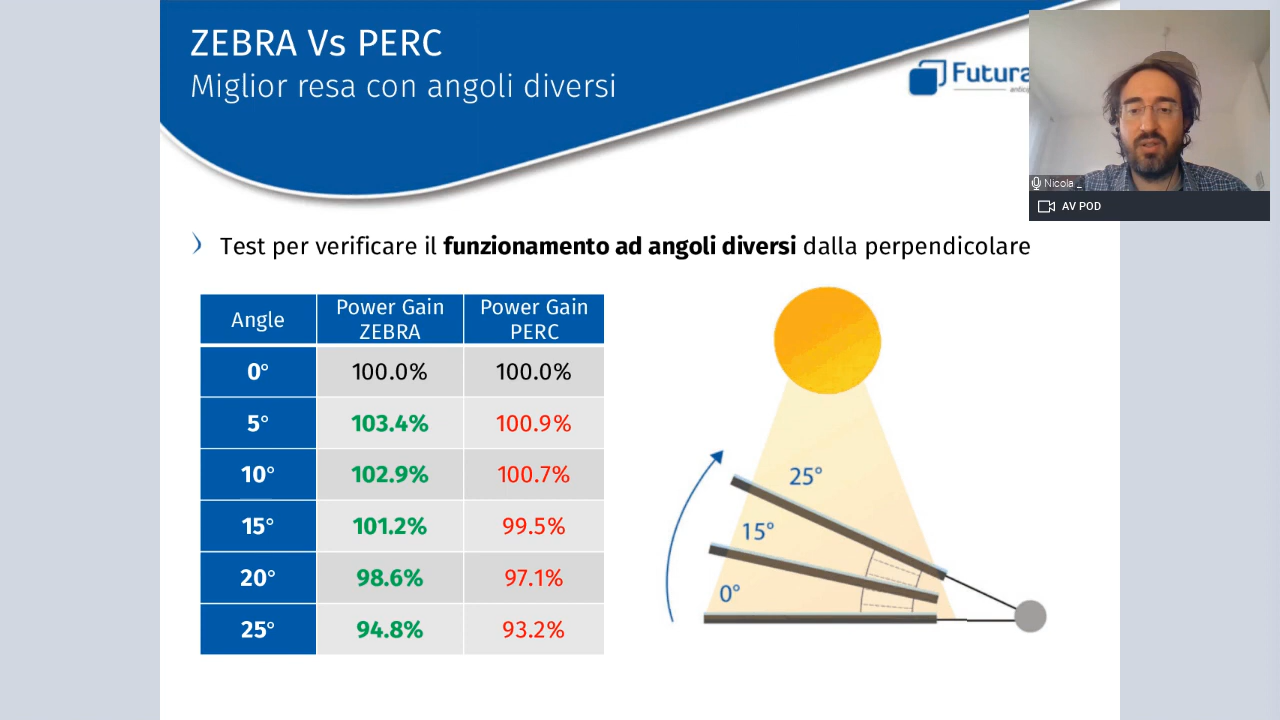 ZEBRA Vs PERC
Miglior resa con angoli diversi
Futura
Nicola _
AV POD
Test per verificare il funzionamento ad angoli diversi dalla perpendicolare
Angle Power Gain ZEBRA Power Gain PERC
0° 100.0% 100.0%
5° 103.4% 100.9%
10° 102.9% 100.7%
15° 101.2% 99.5%
20° 98.6% 97.1%
25° 94.8% 93.2%
25°
15°
0°